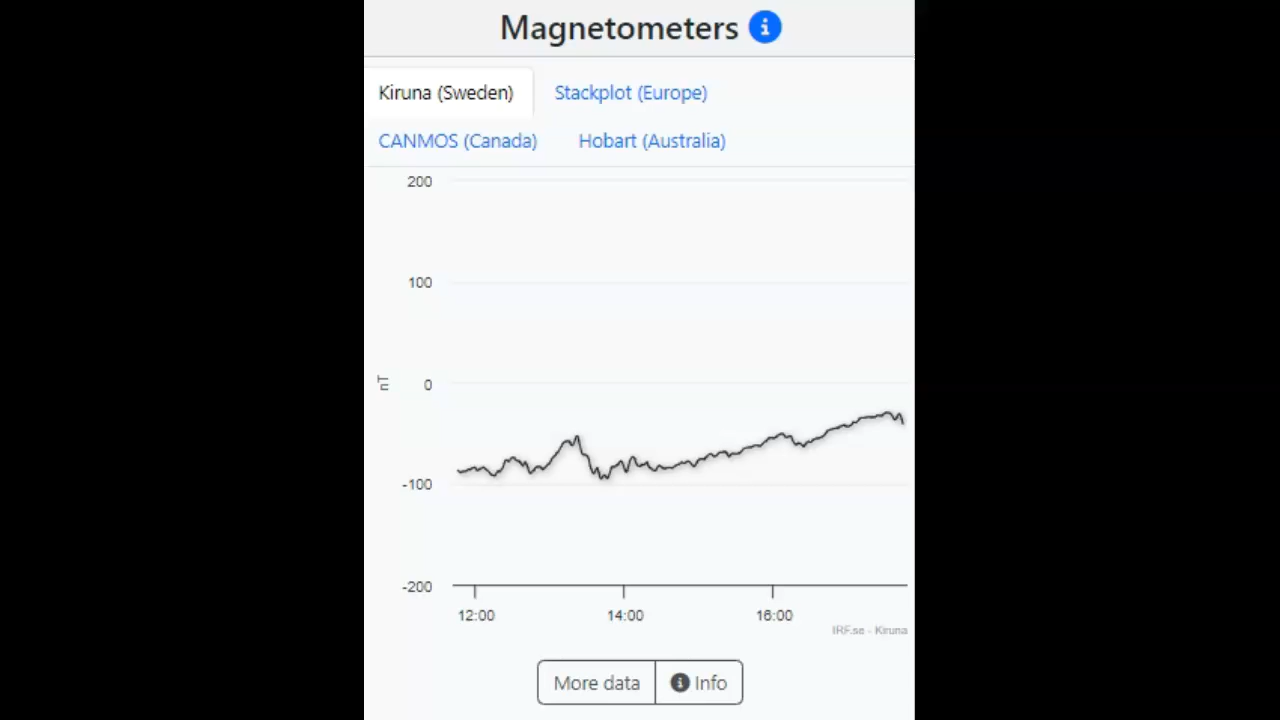 Magnetometers
Kiruna (Sweden) Stackplot (Europe)
CANMOS (Canada) Hobart (Australia)
200
100
nT 0
-100
-200
12:00 14:00 16:00
IRF.se - Kiruna
More data Info